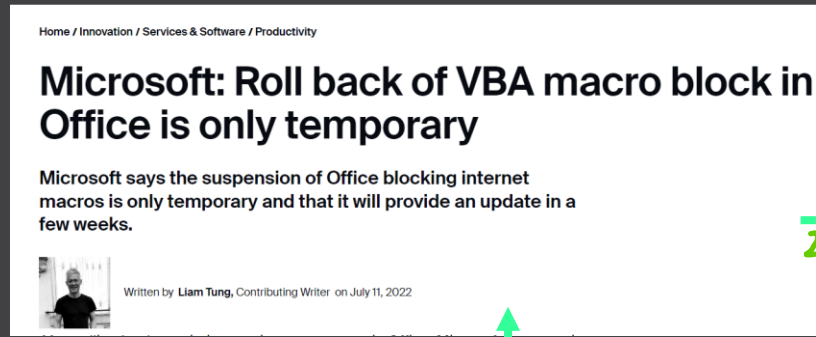 Home / Innovation / Services & Software / Productivity
Microsoft: Roll back of VBA macro block in
Office is only temporary
Microsoft says the suspension of Office blocking internet
macros is only temporary and that it will provide an update in a
few weeks.
Written by Liam Tung, Contributing Writer on July 11, 2022